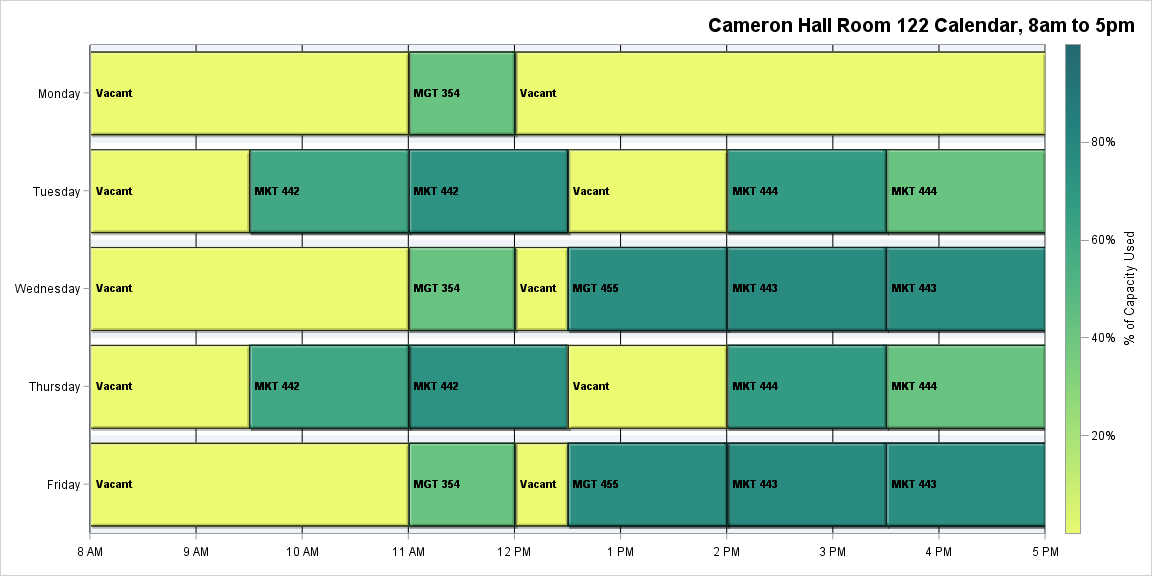 Cameron Hall Room 122 Calendar, 8am to 5pm
Monday Vacant MGT 354 Vacant
80%
Tuesday Vacant MKT 442 MKT 442 Vacant MKT 444 MKT 444
60%
% of Capacity Used
Wednesday Vacant MGT 354 Vacant MGT 455 MKT 443 MKT 443
40%
Thursday Vacant MKT 442 MKT 442 Vacant MKT 444 MKT 444
20%
Friday Vacant MGT 354 Vacant MGT 455 MKT 443 MKT 443
8 AM 9 AM 10 AM 11 AM 12 PM 1 PM 2 PM 3 PM 4 PM 5 PM